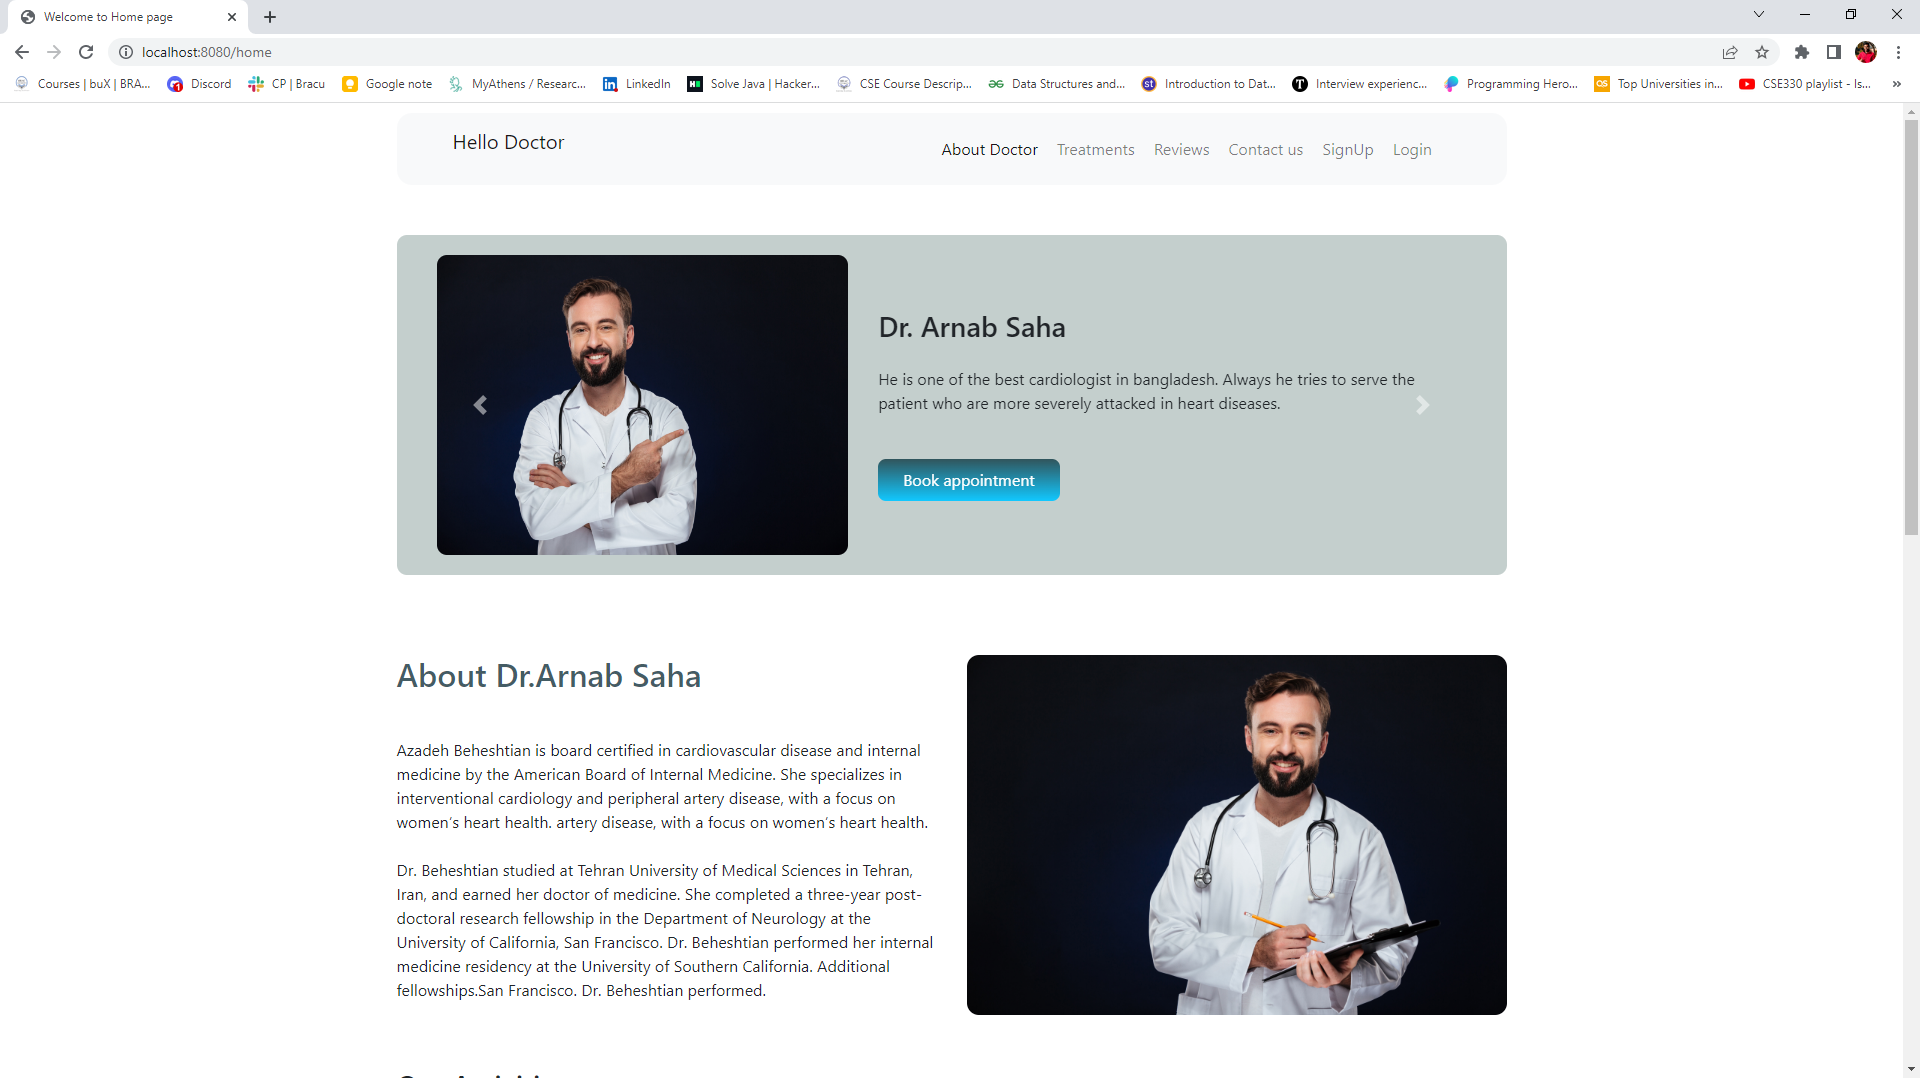 Welcome to Home page
localhost:8080/home
Courses | buX | BRA...
Discord
CP | Bracu
Google note
MyAthens / Researc...
LinkedIn
Solve Java | Hacker...
CSE Course Descrip...
Data Structures and...
Introduction to Dat...
Interview experienc...
Programming Hero...
Top Universities in...
CSE330 playlist - Is...
Hello Doctor
About Doctor
Treatments
Reviews
Contact us
SignUp
Login
Dr. Arnab Saha
He is one of the best cardiologist in bangladesh. Always he tries to serve the
patient who are more severely attacked in heart diseases.
Book appointment
About Dr.Arnab Saha
Azadeh Beheshtian is board certified in cardiovascular disease and internal
medicine by the American Board of Internal Medicine. She specializes in
interventional cardiology and peripheral artery disease, with a focus on
women's heart health. artery disease, with a focus on women's heart health.
Dr. Beheshtian studied at Tehran University of Medical Sciences in Tehran,
Iran, and earned her doctor of medicine. She completed a three-year post-
doctoral research fellowship in the Department of Neurology at the
University of California, San Francisco. Dr. Beheshtian performed her internal
medicine residency at the University of Southern California. Additional
fellowships.San Francisco. Dr. Beheshtian performed.